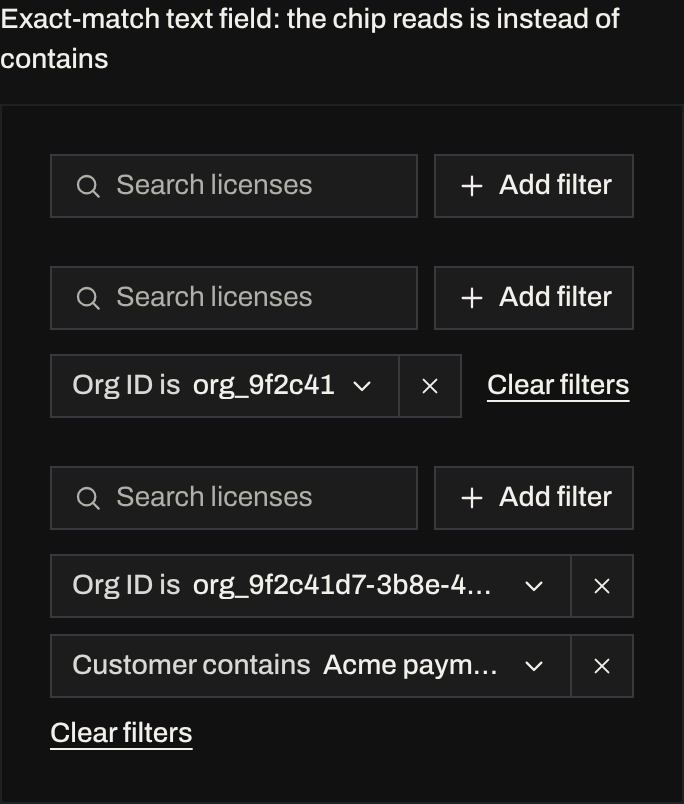 Exact-match text field: the chip reads is instead of
contains
Search licenses
Add filter
Search licenses
Add filter
Org ID is org_9f2c41
Clear filters
Search licenses
Add filter
Org ID is org_9f2c41d7-3b8e-4...
Customer contains Acme paym...
Clear filters